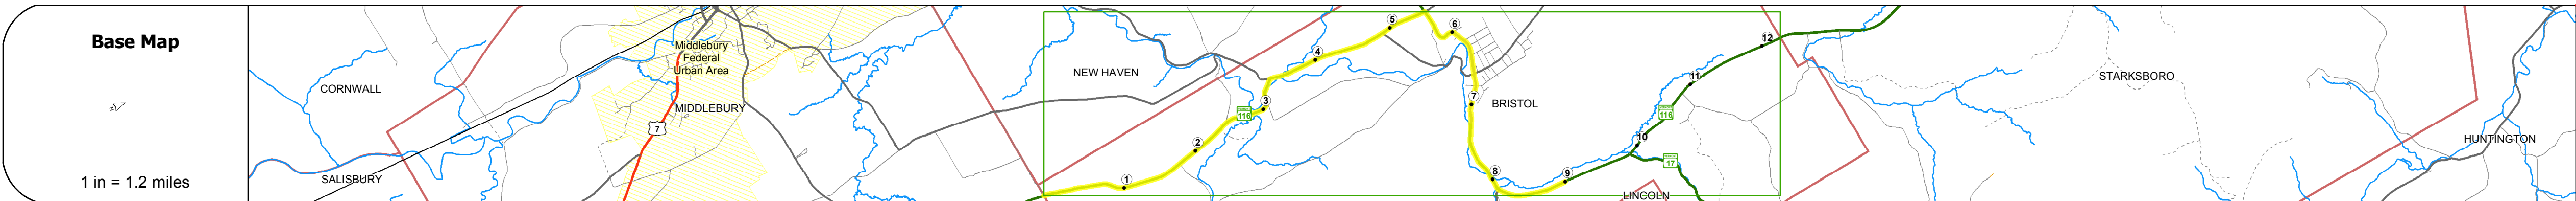 Base Map
1 in = 1.2 miles
CORNWALL
SALISBURY
Middlebury
Federal
Urban Area
MIDDLEBURY
7
NEW HAVEN
1
2
116
3
4
5
6
7
8
BRISTOL
9
10
116
11
17
12
LINCOLN
STARKSBORO
HUNTINGTON